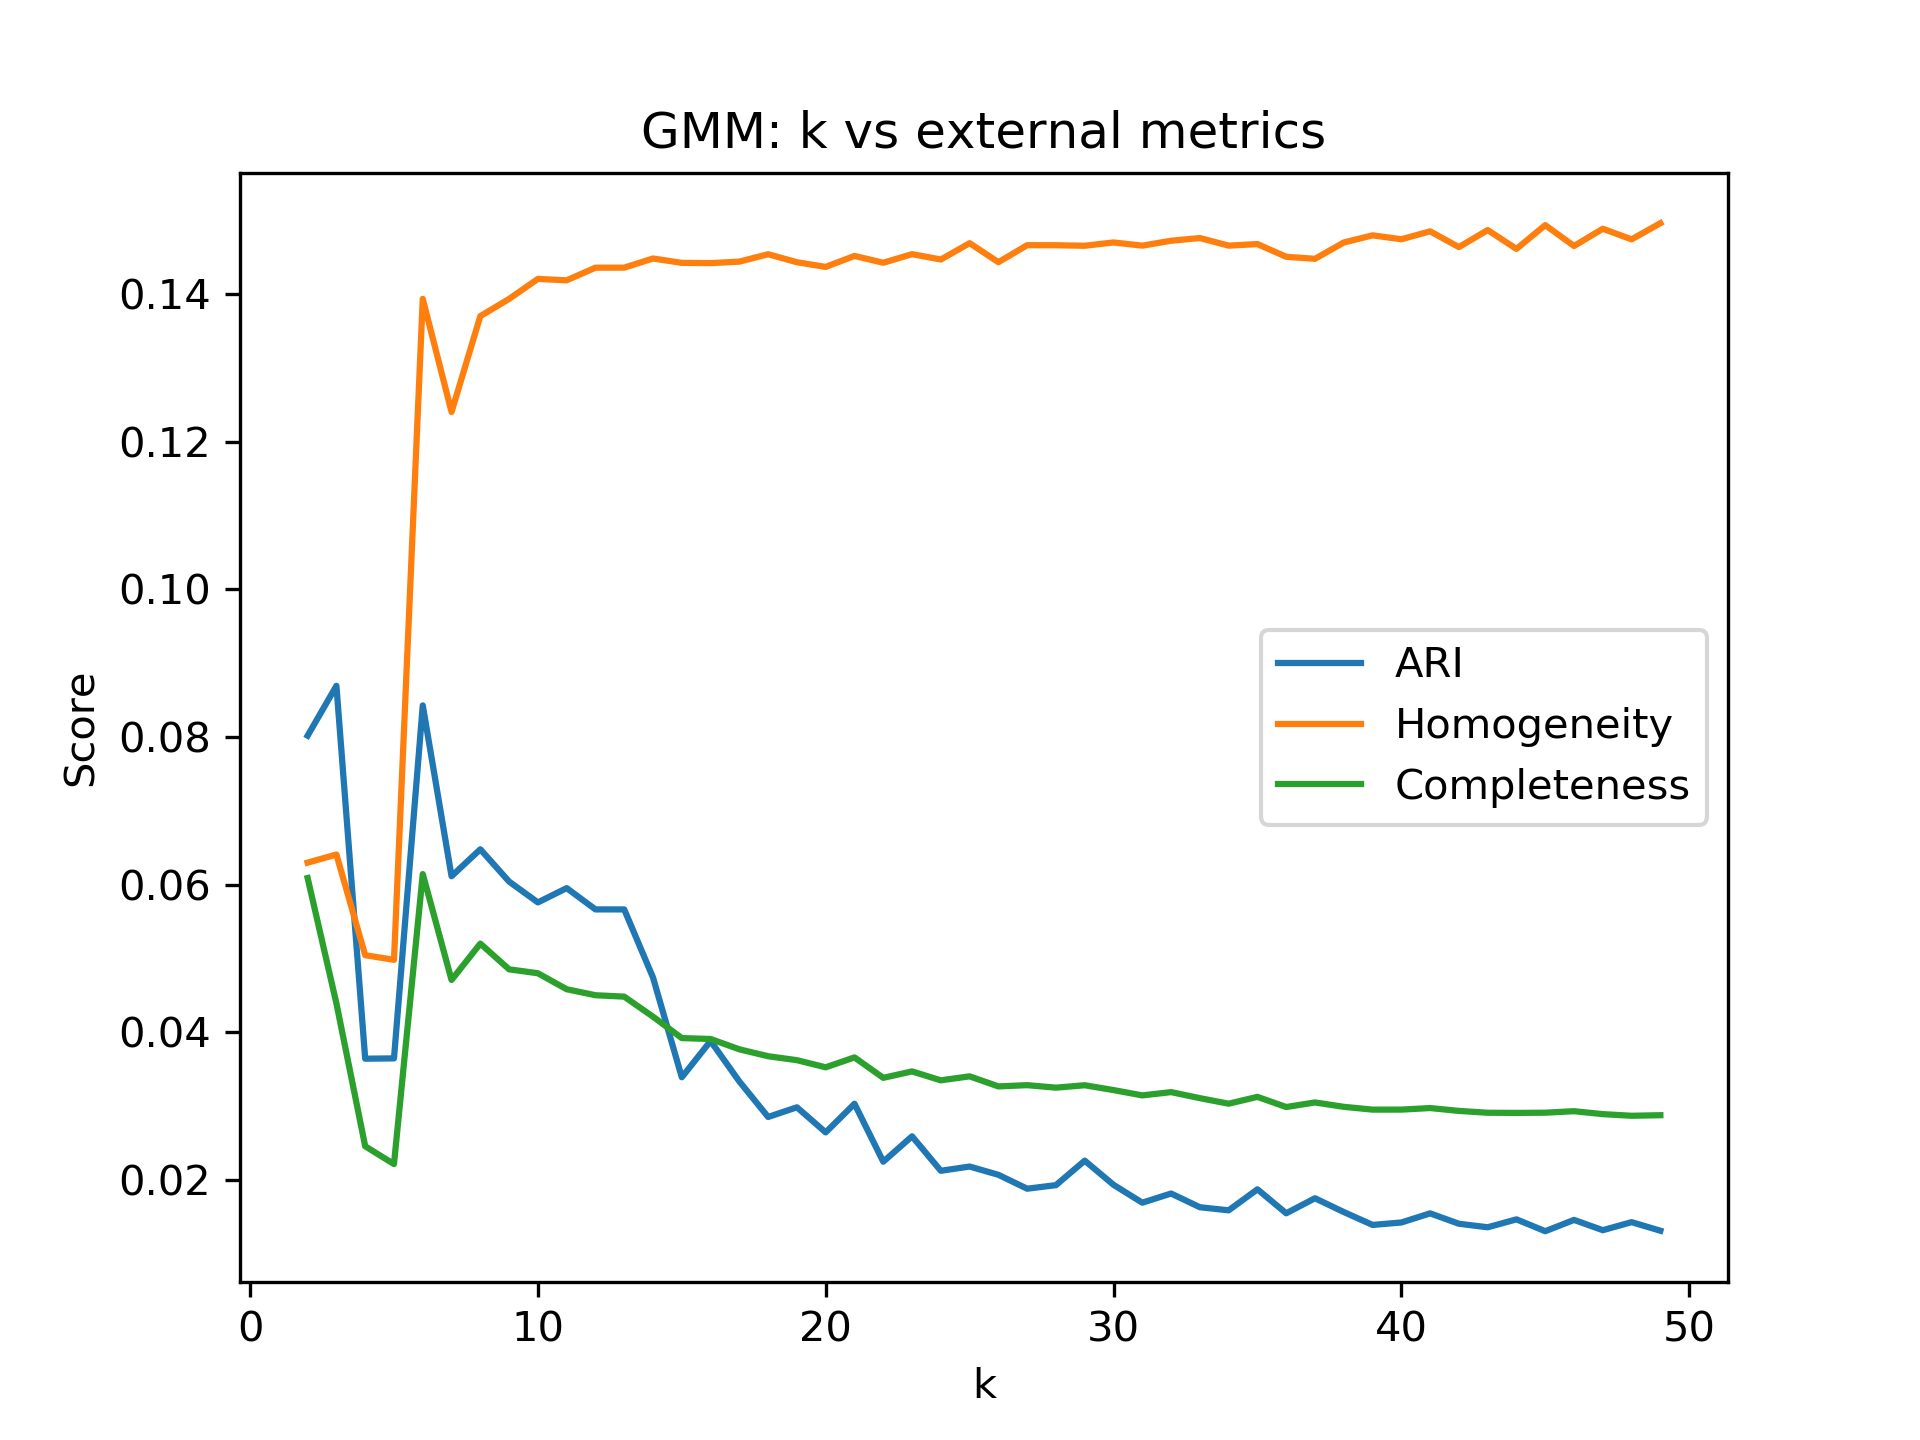 GMM: k vs external metrics
0.14
0.12
0.10
0.08
0.06
0.04
0.02
Score
ARI
Homogeneity
Completeness
0 10 20 30 40 50
k